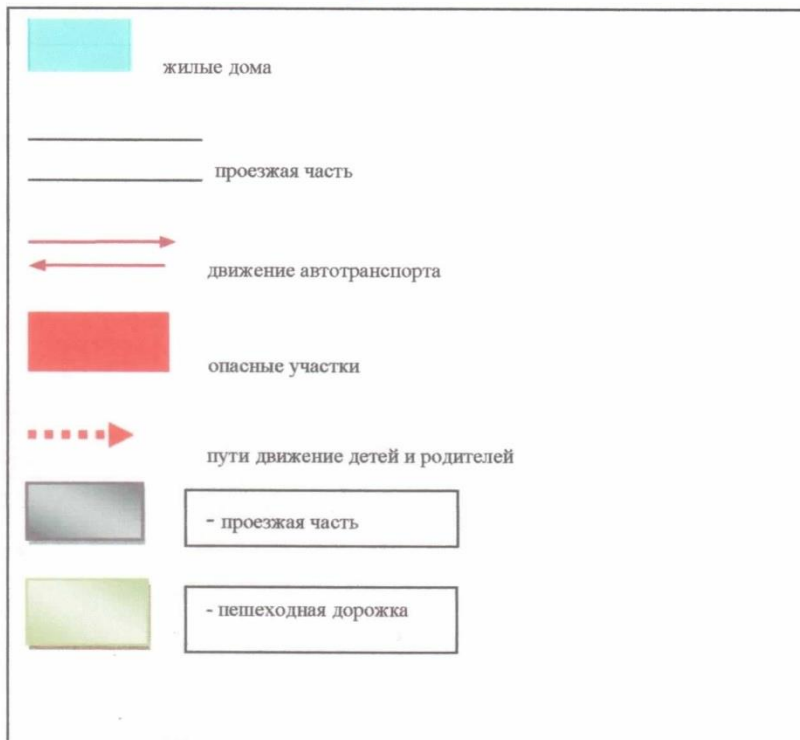 жилые дома
проезжая часть
движение автотранспорта
опасные участки
пути движение детей и родителей
- проезжая часть
- пешеходная дорожка